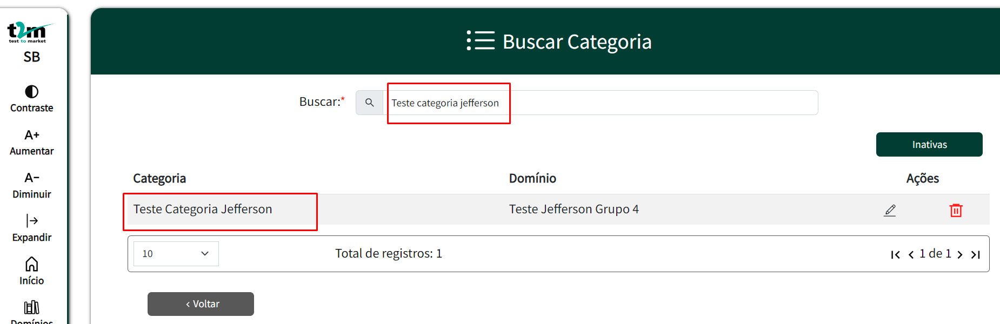 t2m
test to market
SB
Contraste
A+
Aumentar
A-
Diminuir
Expandir
Início
Domínios
Buscar Categoria
Buscar:*
Teste categoria jefferson
Inativas
Categoria Domínio Ações
Teste Categoria Jefferson Teste Jefferson Grupo 4
10 Total de registros: 1 1 de 1
‹ Voltar